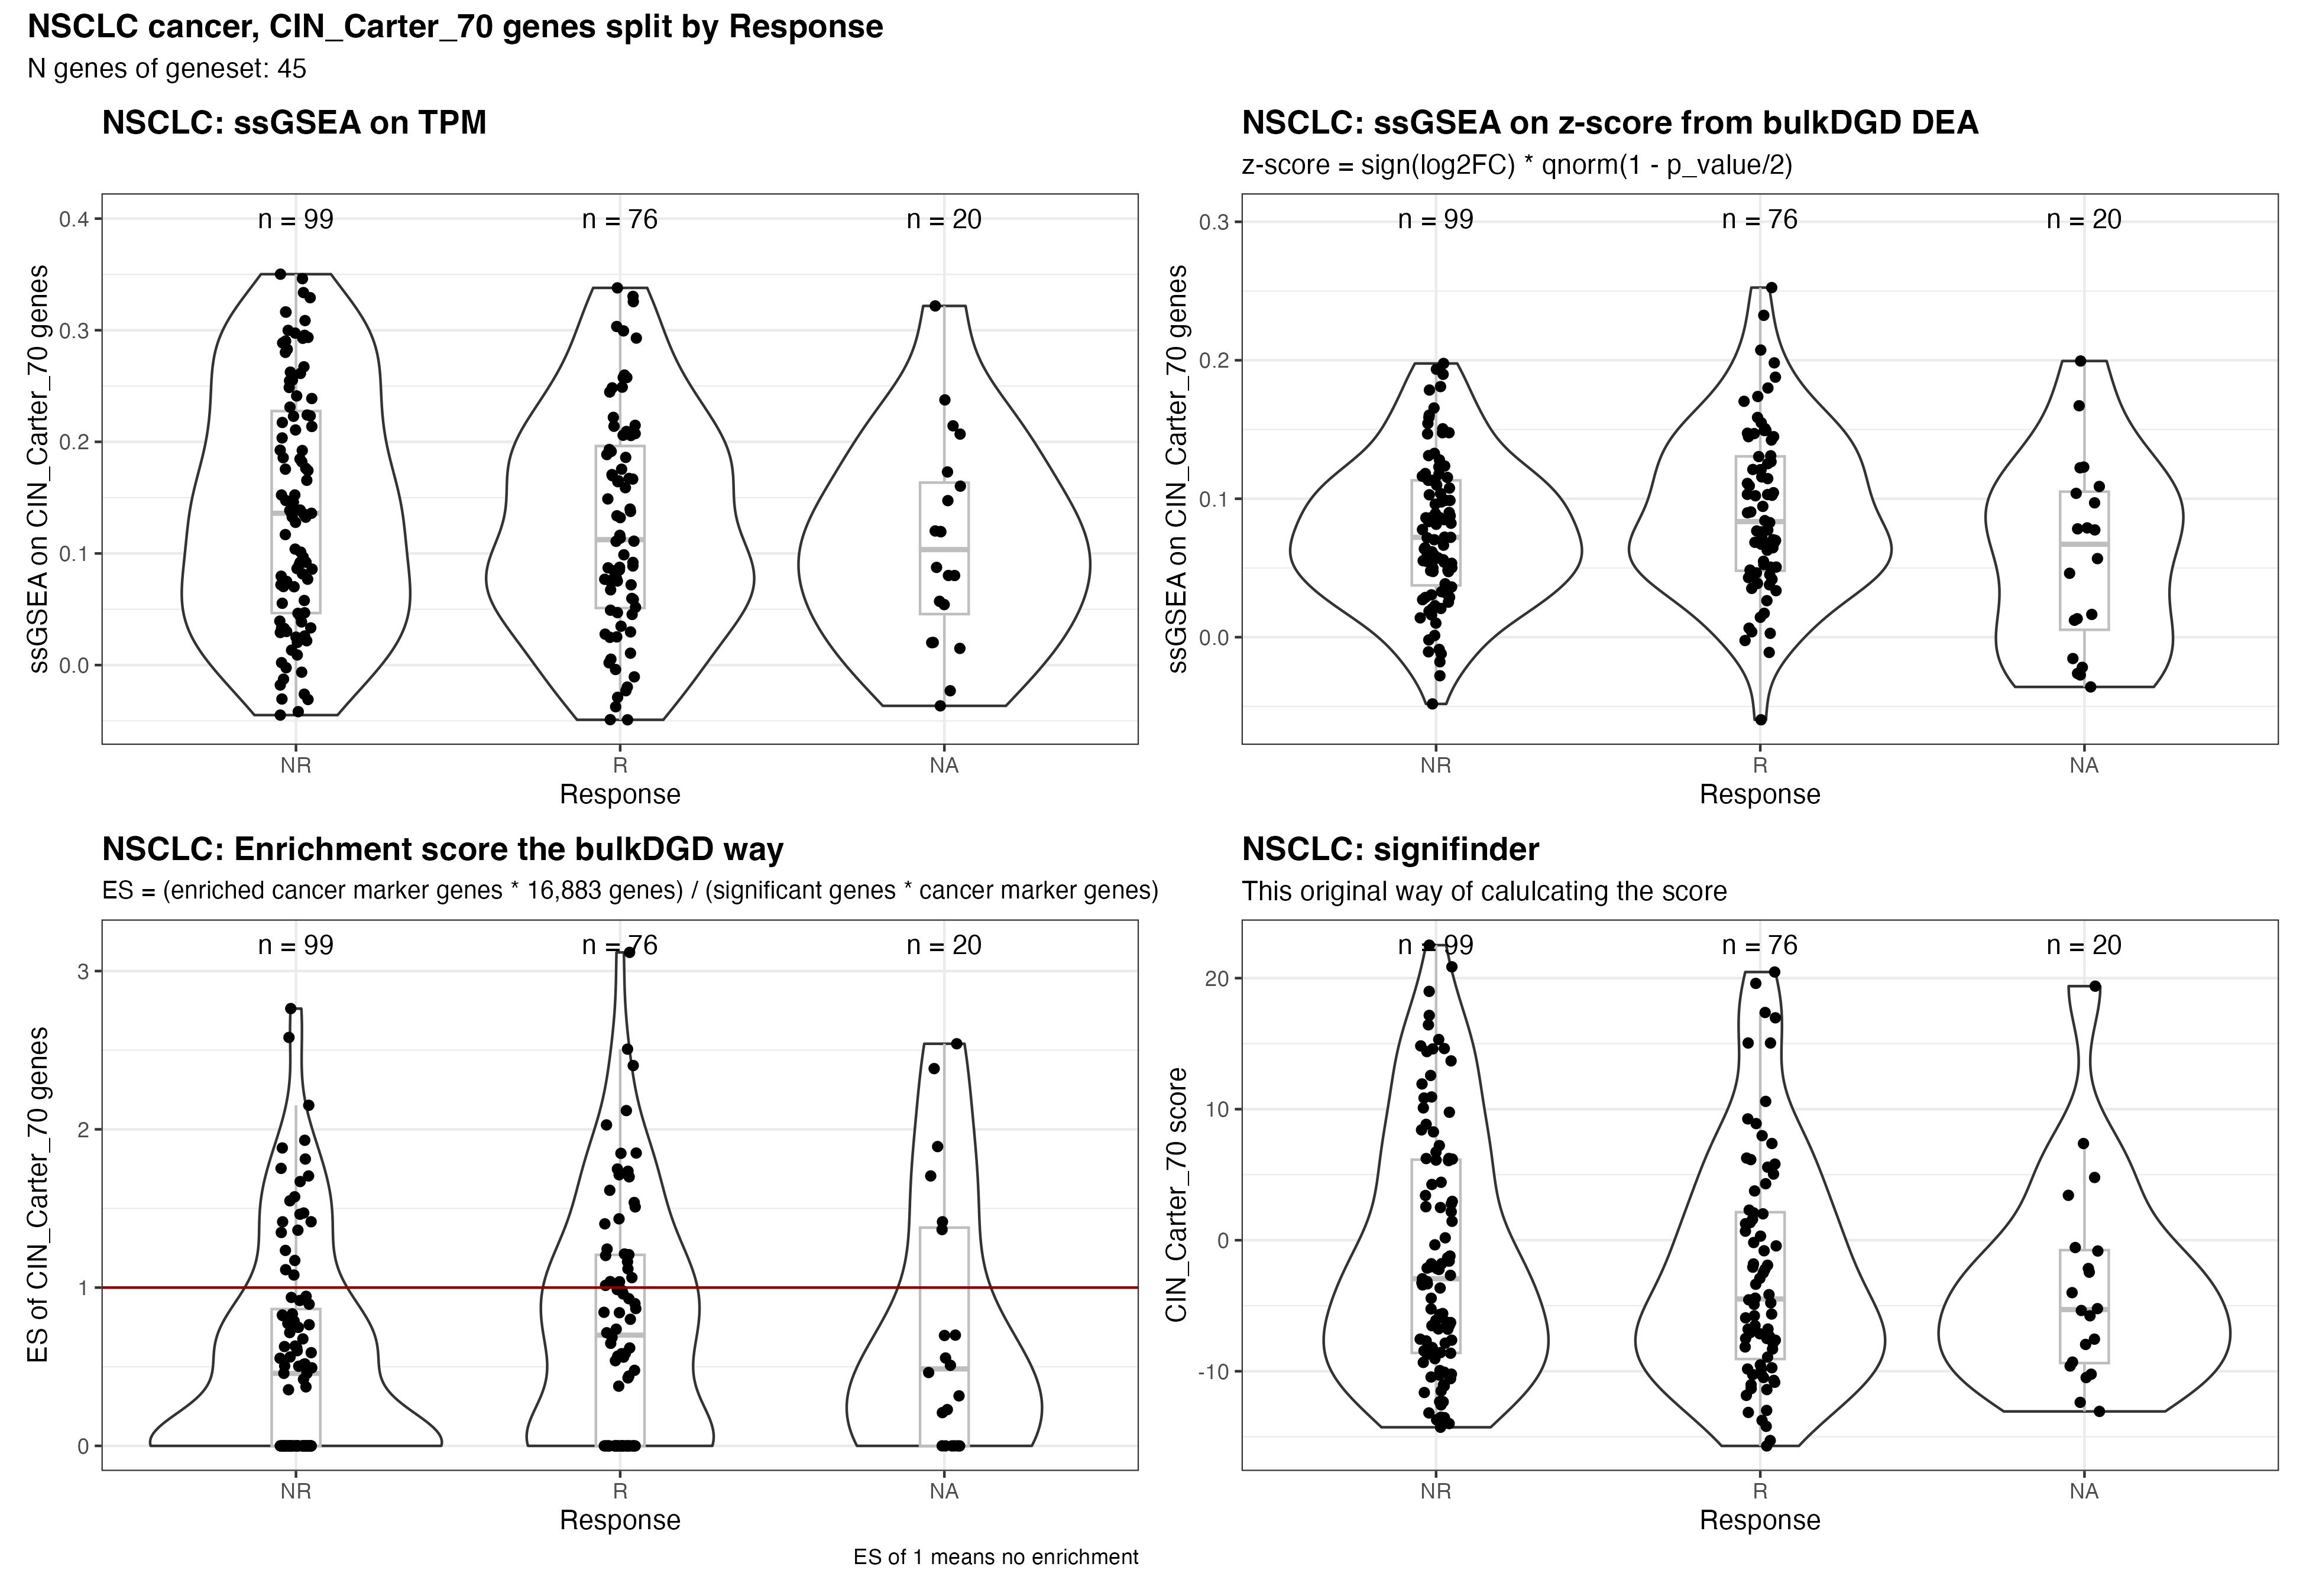 NSCLC cancer, CIN_Carter_70 genes split by Response
N genes of geneset: 45
NSCLC: ssGSEA on TPM
ssGSEA on CIN_Carter_70 genes
0.4
0.3
0.2
0.1
0.0
n = 99
n = 76
n = 20
NR
R
NA
Response
NSCLC: ssGSEA on z-score from bulkDGD DEA
z-score = sign(log2FC) * qnorm(1 - p_value/2)
ssGSEA on CIN_Carter_70 genes
0.3
0.2
0.1
0.0
n = 99
n = 76
n = 20
NR
R
NA
Response
NSCLC: Enrichment score the bulkDGD way
ES = (enriched cancer marker genes * 16,883 genes) / (significant genes * cancer marker genes)
ES of CIN_Carter_70 genes
3
2
1
0
n = 99
n = 76
n = 20
NR
R
NA
Response
ES of 1 means no enrichment
NSCLC: signifinder
This original way of calulcating the score
CIN_Carter_70 score
20
10
0
-10
n = 99
n = 76
n = 20
NR
R
NA
Response